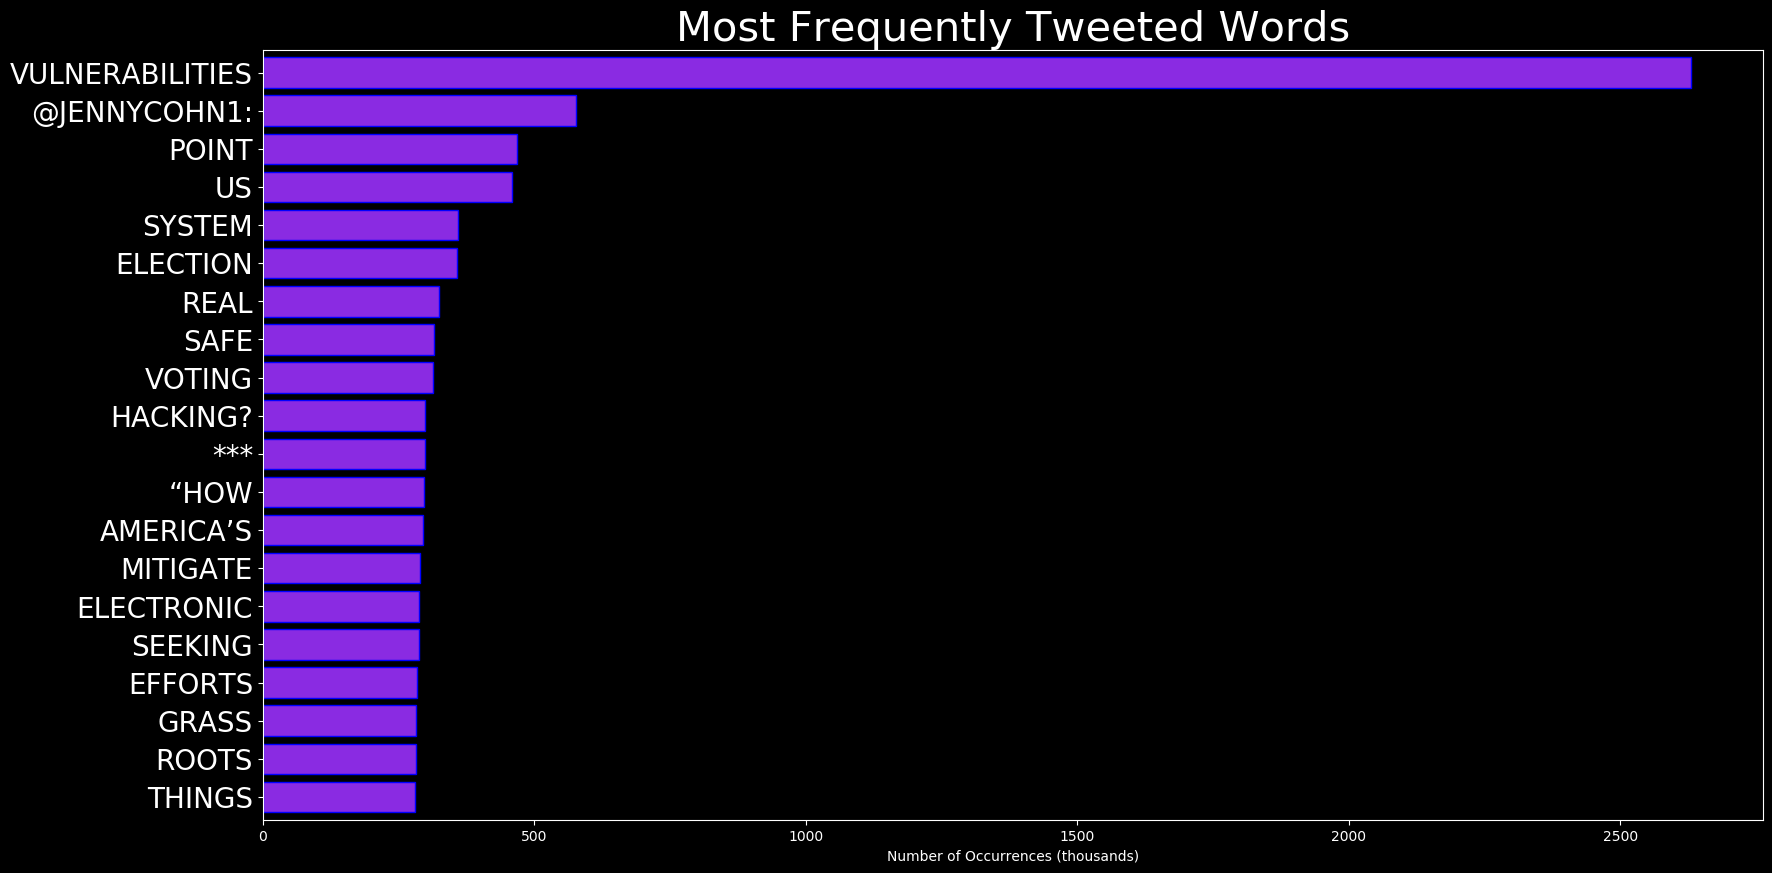 Most Frequently Tweeted Words
VULNERABILITIES
@JENNYCOHN1:
POINT
US
SYSTEM
ELECTION
REAL
SAFE
VOTING
HACKING?
***
“HOW
AMERICA’S
MITIGATE
ELECTRONIC
SEEKING
EFFORTS
GRASS
ROOTS
THINGS
0 500 1000 1500 2000 2500
Number of Occurrences (thousands)